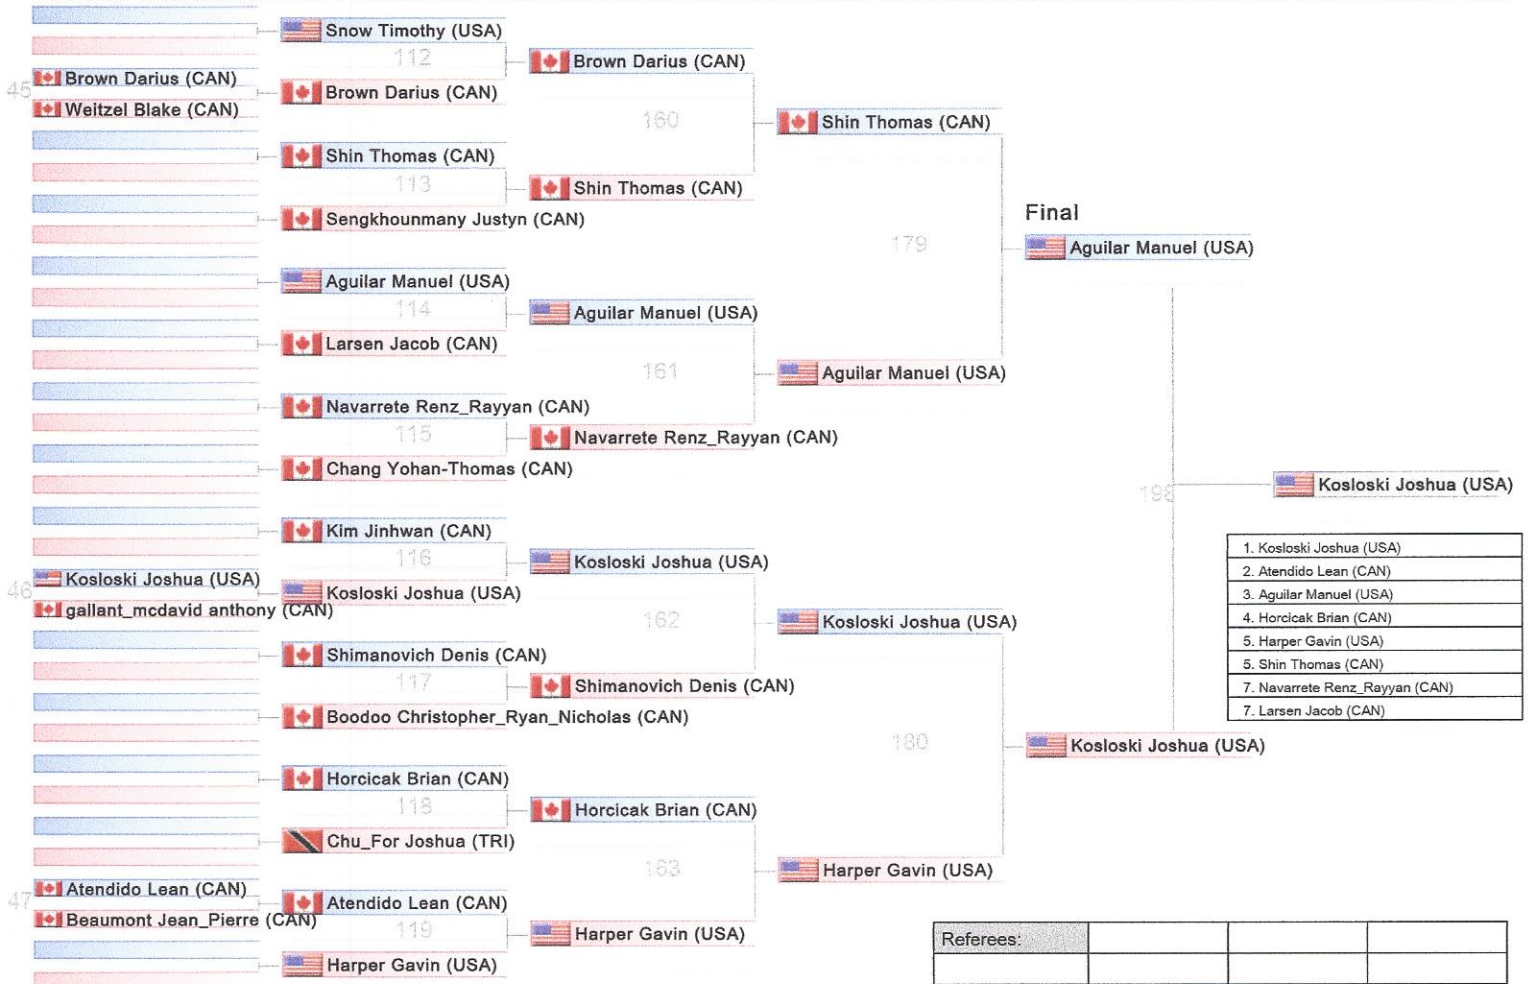 Snow Timothy (USA)
112
Brown Darius (CAN)
45
Brown Darius (CAN)
Weitzel Blake (CAN)
Brown Darius (CAN)
160
Shin Thomas (CAN)
Shin Thomas (CAN)
113
Shin Thomas (CAN)
Sengkhounmany Justyn (CAN)
Final
179
Aguilar Manuel (USA)
Aguilar Manuel (USA)
114
Aguilar Manuel (USA)
Larsen Jacob (CAN)
161
Aguilar Manuel (USA)
Navarrete Renz_Rayyan (CAN)
115
Navarrete Renz_Rayyan (CAN)
Chang Yohan-Thomas (CAN)
198
Kosloski Joshua (USA)
Kim Jinhwan (CAN)
116
Kosloski Joshua (USA)
46
Kosloski Joshua (USA)
gallant_mcdavid anthony (CAN)
Kosloski Joshua (USA)
162
Kosloski Joshua (USA)
Shimanovich Denis (CAN)
117
Shimanovich Denis (CAN)
Boodoo Christopher_Ryan_Nicholas (CAN)
180
Kosloski Joshua (USA)
1. Kosloski Joshua (USA)
2. Atendido Lean (CAN)
3. Aguilar Manuel (USA)
4. Horcicak Brian (CAN)
5. Harper Gavin (USA)
5. Shin Thomas (CAN)
7. Navarrete Renz_Rayyan (CAN)
7. Larsen Jacob (CAN)
Horcicak Brian (CAN)
118
Horcicak Brian (CAN)
Chu_For Joshua (TRI)
163
Harper Gavin (USA)
47
Atendido Lean (CAN)
Beaumont Jean_Pierre (CAN)
Atendido Lean (CAN)
119
Harper Gavin (USA)
Harper Gavin (USA)
Referees: